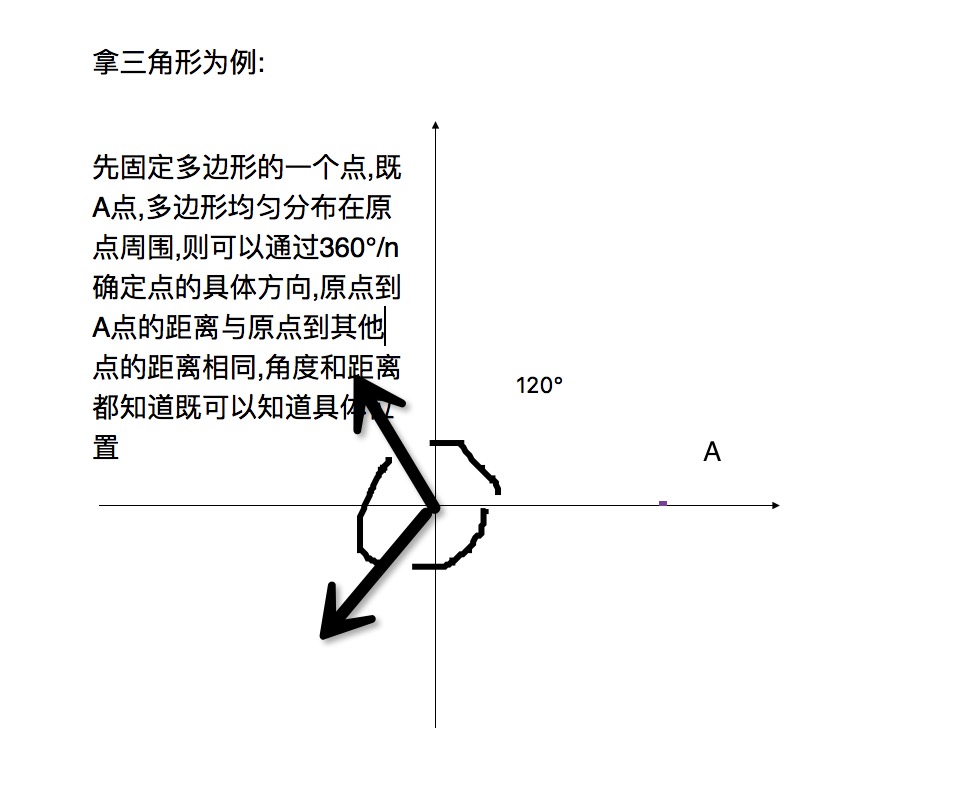 拿三角形为例:
先固定多边形的一个点,既
A点,多边形均匀分布在原
点周围,则可以通过360°/n
确定点的具体方向,原点到
A点的距离与原点到其他
点的距离相同,角度和距离
都知道既可以知道具体位
置
120°
A